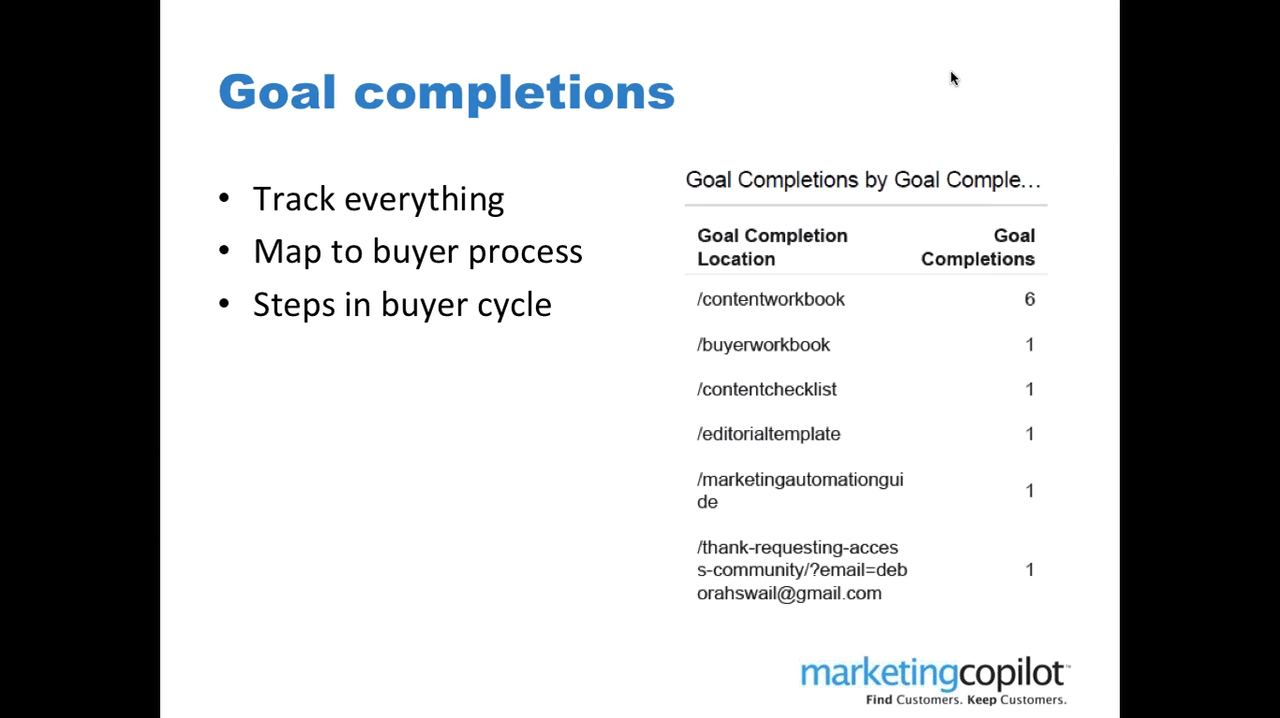 Goal completions
• Track everything
• Map to buyer process
• Steps in buyer cycle
Goal Completions by Goal Comple...
Goal Completion Location
Goal Completions
/contentworkbook 6
/buyerworkbook 1
/contentchecklist 1
/editorialtemplate 1
/marketingautomationgui
de 1
/thank-requesting-acces
s-community/?email=deb 1
orahswail@gmail.com
marketingcopilot™
Find Customers. Keep Customers.